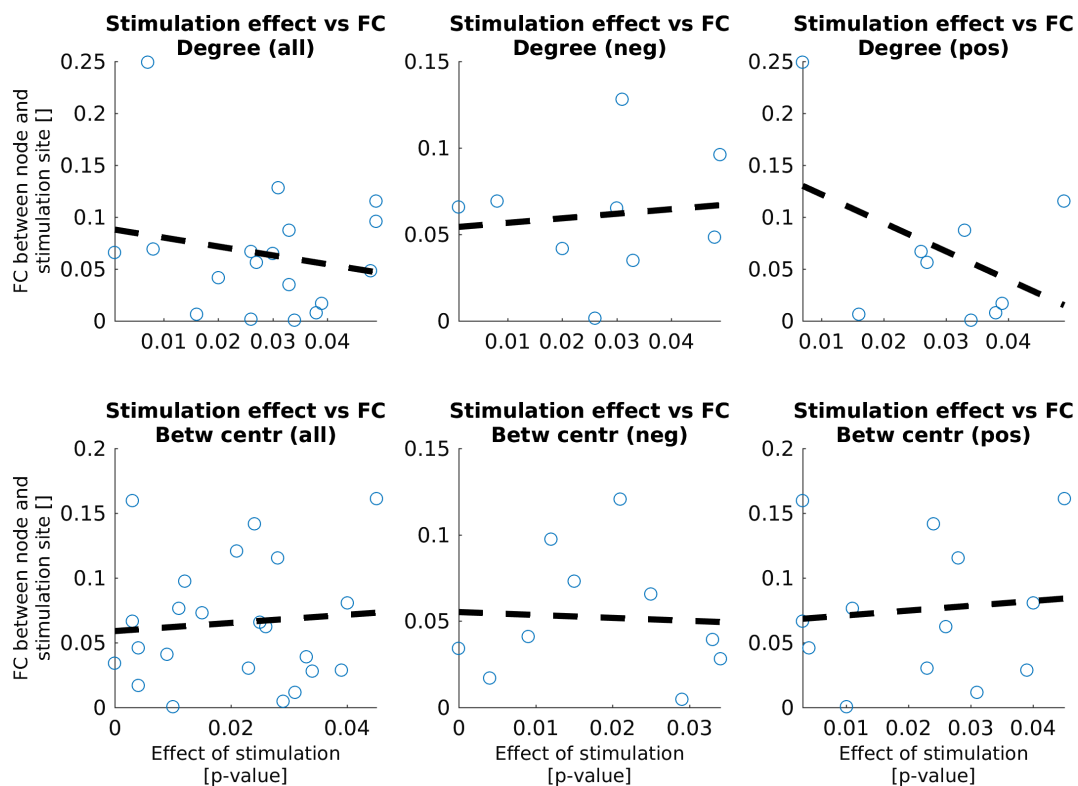 Stimulation effect vs FC
Degree (all)
Stimulation effect vs FC
Degree (neg)
Stimulation effect vs FC
Degree (pos)
FC between node and
stimulation site []
0.25
0.2
0.15
0.1
0.05
0
0.01 0.02 0.03 0.04
0.15
0.1
0.05
0
0.01 0.02 0.03 0.04
0.25
0.2
0.15
0.1
0.05
0
0.01 0.02 0.03 0.04
Stimulation effect vs FC
Betw centr (all)
Stimulation effect vs FC
Betw centr (neg)
Stimulation effect vs FC
Betw centr (pos)
FC between node and
stimulation site []
0.2
0.15
0.1
0.05
0
0 0.02 0.04
Effect of stimulation
[p-value]
0.15
0.1
0.05
0
0 0.01 0.02 0.03
Effect of stimulation
[p-value]
0.2
0.15
0.1
0.05
0
0.01 0.02 0.03 0.04
Effect of stimulation
[p-value]